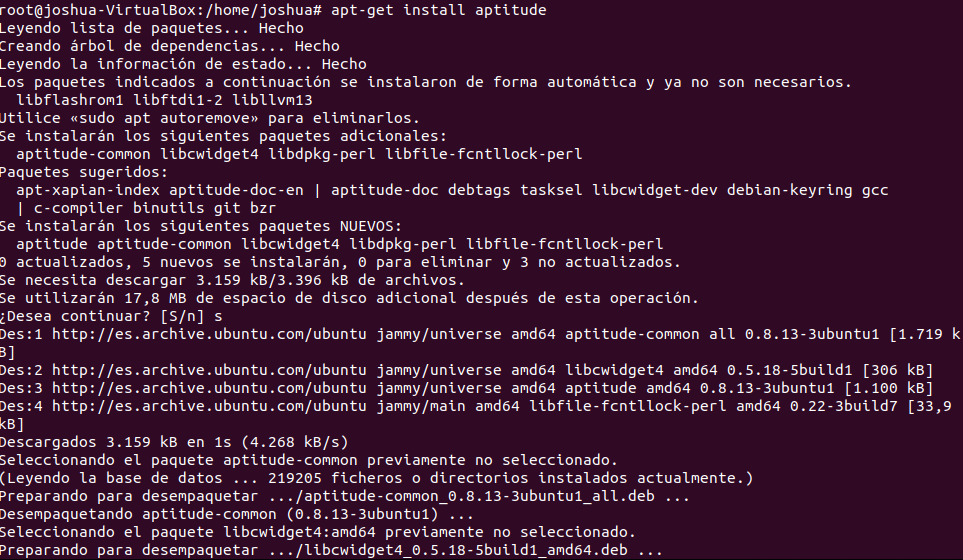 root@joshua-VirtualBox:/home/joshua# apt-get install aptitude
Leyendo lista de paquetes... Hecho
Creando árbol de dependencias... Hecho
Leyendo la información de estado... Hecho
Los paquetes indicados a continuación se instalaron de forma automática y ya no son necesarios.
  libflashrom1 libftdi1-2 libllvm13
Utilice «sudo apt autoremove» para eliminarlos.
Se instalarán los siguientes paquetes adicionales:
  aptitude-common libcwidget4 libdpkg-perl libfile-fcntllock-perl
Paquetes sugeridos:
  apt-xapian-index aptitude-doc-en | aptitude-doc debtags tasksel libcwidget-dev debian-keyring gcc
  | c-compiler binutils git bzr
Se instalarán los siguientes paquetes NUEVOS:
  aptitude aptitude-common libcwidget4 libdpkg-perl libfile-fcntllock-perl
0 actualizados, 5 nuevos se instalarán, 0 para eliminar y 3 no actualizados.
Se necesita descargar 3.159 kB/3.396 kB de archivos.
Se utilizarán 17,8 MB de espacio de disco adicional después de esta operación.
¿Desea continuar? [S/n] s
Des:1 http://es.archive.ubuntu.com/ubuntu jammy/universe amd64 aptitude-common all 0.8.13-3ubuntu1 [1.719 k
B]
Des:2 http://es.archive.ubuntu.com/ubuntu jammy/universe amd64 libcwidget4 amd64 0.5.18-5build1 [306 kB]
Des:3 http://es.archive.ubuntu.com/ubuntu jammy/universe amd64 aptitude amd64 0.8.13-3ubuntu1 [1.100 kB]
Des:4 http://es.archive.ubuntu.com/ubuntu jammy/main amd64 libfile-fcntllock-perl amd64 0.22-3build7 [33,9
kB]
Descargados 3.159 kB en 1s (4.268 kB/s)
Seleccionando el paquete aptitude-common previamente no seleccionado.
(Leyendo la base de datos ... 219205 ficheros o directorios instalados actualmente.)
Preparando para desempaquetar .../aptitude-common_0.8.13-3ubuntu1_all.deb ...
Desempaquetando aptitude-common (0.8.13-3ubuntu1) ...
Seleccionando el paquete libcwidget4:amd64 previamente no seleccionado.
Preparando para desempaquetar .../libcwidget4_0.5.18-5build1_amd64.deb ...